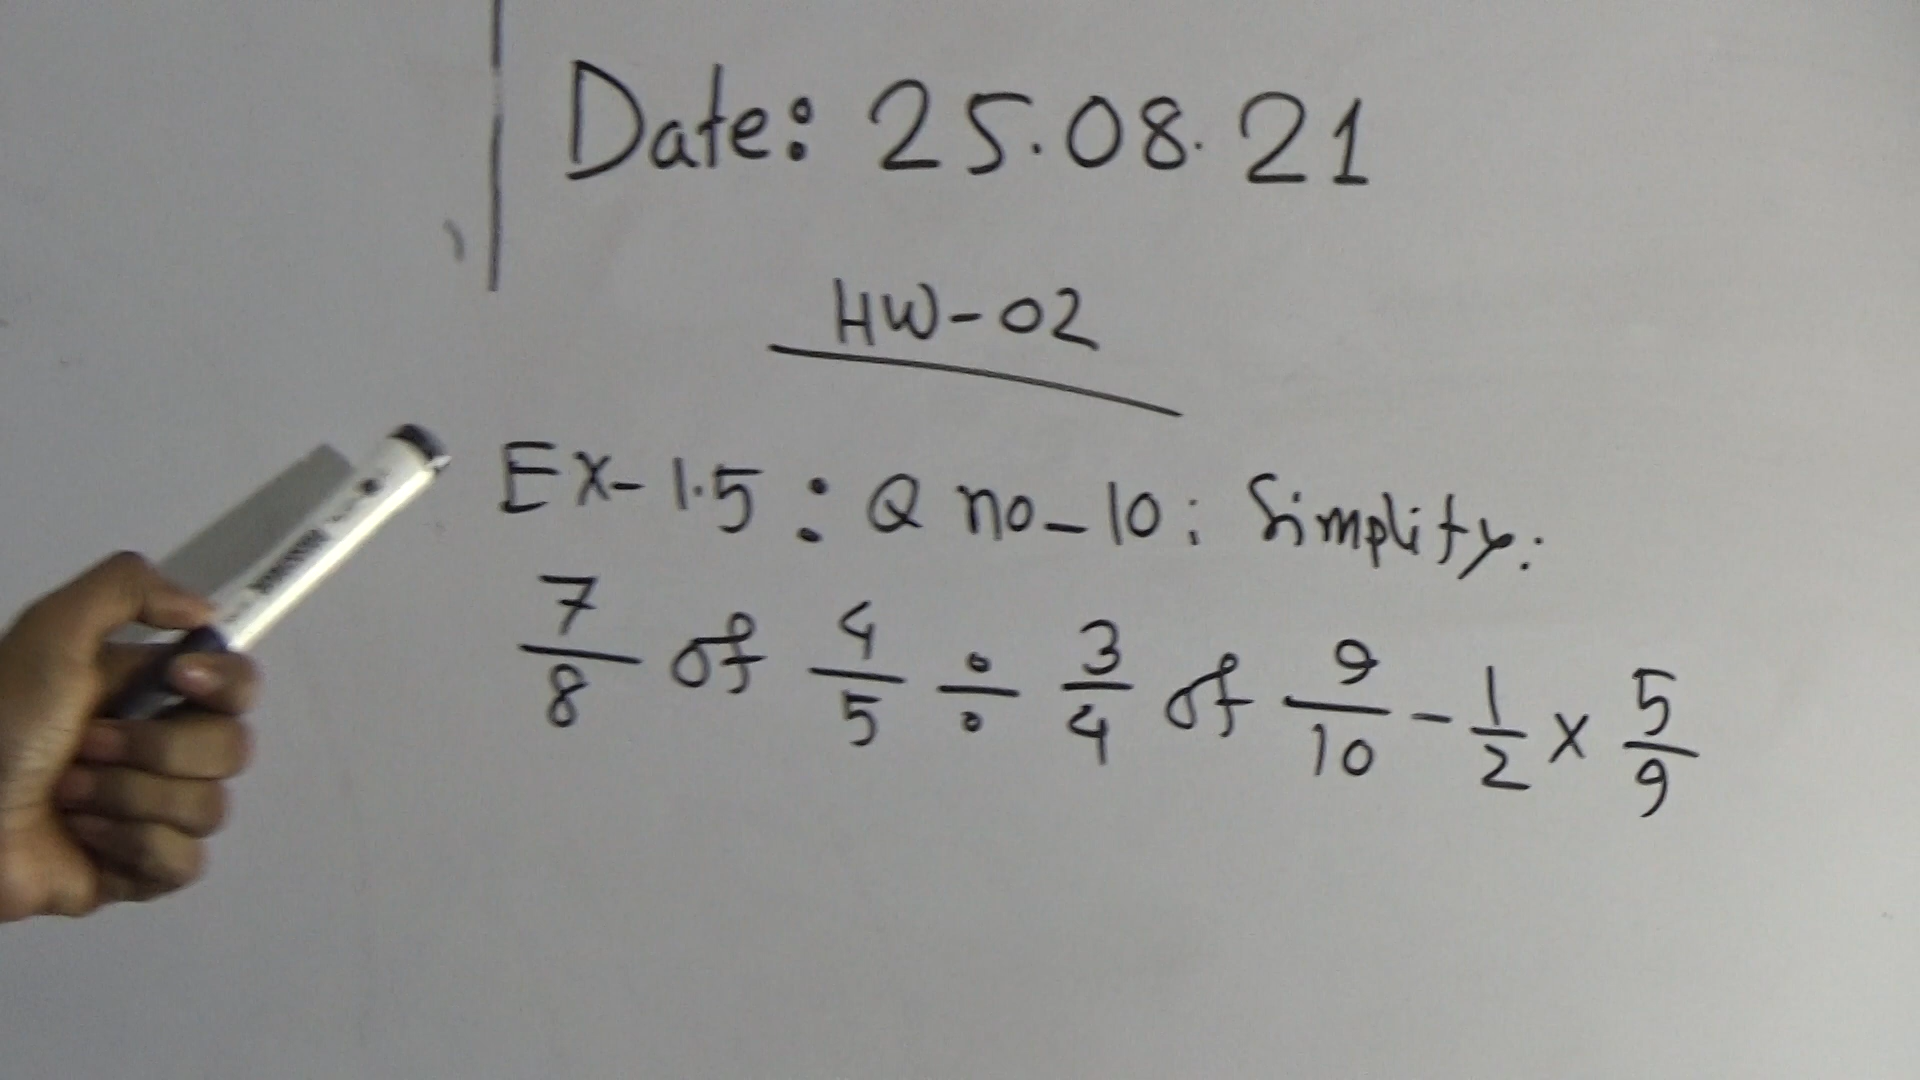 Date: 25.08.21
HW-02
Ex-1.5: Q no-10: Simplify:
7/8 of 4/5 ÷ 3/4 of 9/10 - 1/2 × 5/9